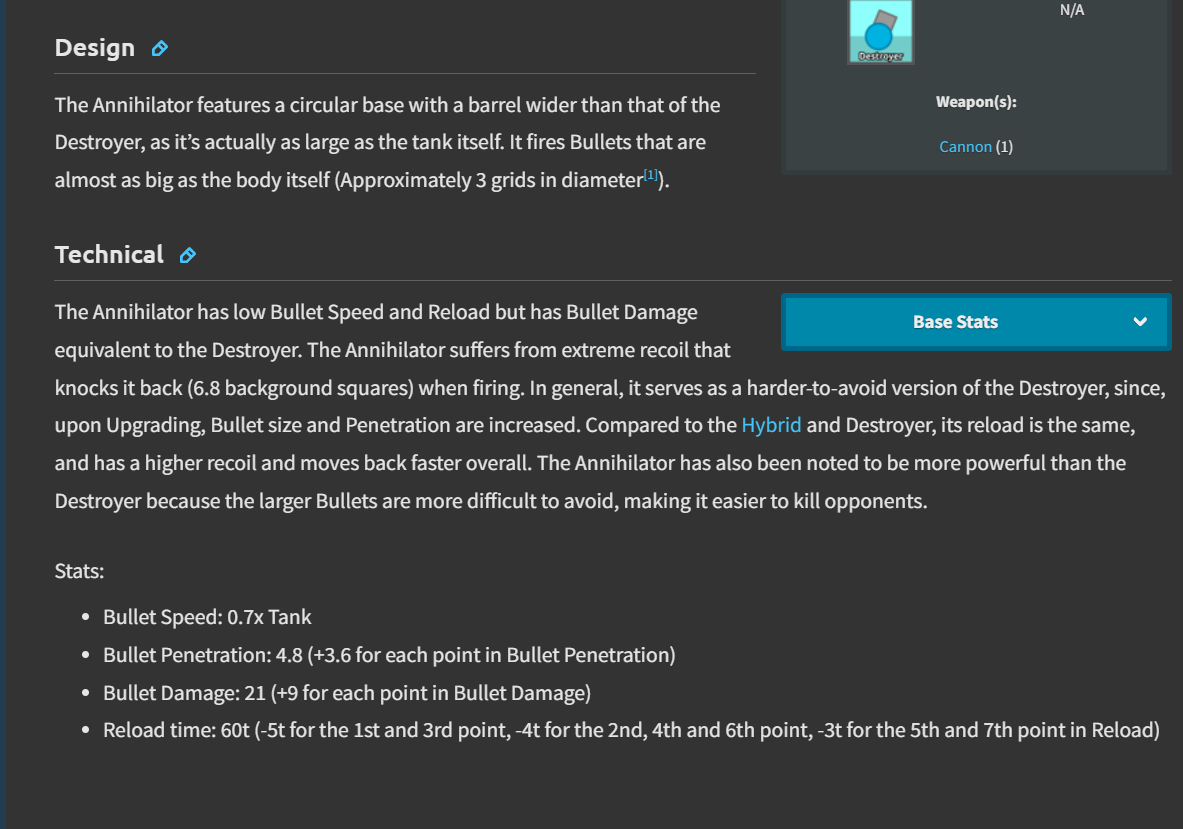 N/A
Destroyer
Weapon(s):
Cannon (1)
Design
The Annihilator features a circular base with a barrel wider than that of the
Destroyer, as it’s actually as large as the tank itself. It fires Bullets that are
almost as big as the body itself (Approximately 3 grids in diameter[1]).
Technical
Base Stats
The Annihilator has low Bullet Speed and Reload but has Bullet Damage
equivalent to the Destroyer. The Annihilator suffers from extreme recoil that
knocks it back (6.8 background squares) when firing. In general, it serves as a harder-to-avoid version of the Destroyer, since,
upon Upgrading, Bullet size and Penetration are increased. Compared to the Hybrid and Destroyer, its reload is the same,
and has a higher recoil and moves back faster overall. The Annihilator has also been noted to be more powerful than the
Destroyer because the larger Bullets are more difficult to avoid, making it easier to kill opponents.
Stats:
• Bullet Speed: 0.7x Tank
• Bullet Penetration: 4.8 (+3.6 for each point in Bullet Penetration)
• Bullet Damage: 21 (+9 for each point in Bullet Damage)
• Reload time: 60t (-5t for the 1st and 3rd point, -4t for the 2nd, 4th and 6th point, -3t for the 5th and 7th point in Reload)